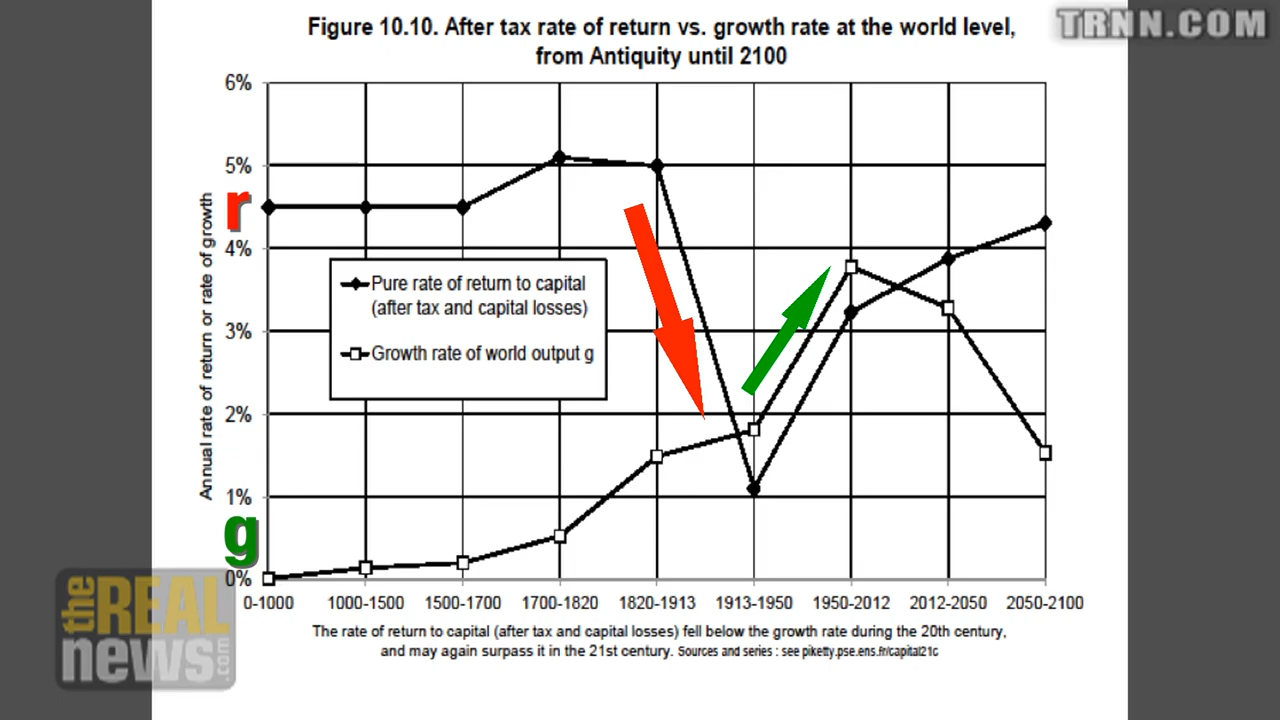 Figure 10.10. After tax rate of return vs. growth rate at the world level,
from Antiquity until 2100
TRNN.COM
6%
5%
4%
3%
2%
1%
0%
Annual rate of return or rate of growth
r
g
Pure rate of return to capital
(after tax and capital losses)
Growth rate of world output g
0-1000 1000-1500 1500-1700 1700-1820 1820-1913 1913-1950 1950-2012 2012-2050 2050-2100
The rate of return to capital (after tax and capital losses) fell below the growth rate during the 20th century,
and may again surpass it in the 21st century. Sources and series : see piketty.pse.ens.fr/capital21c
the REAL
news.com